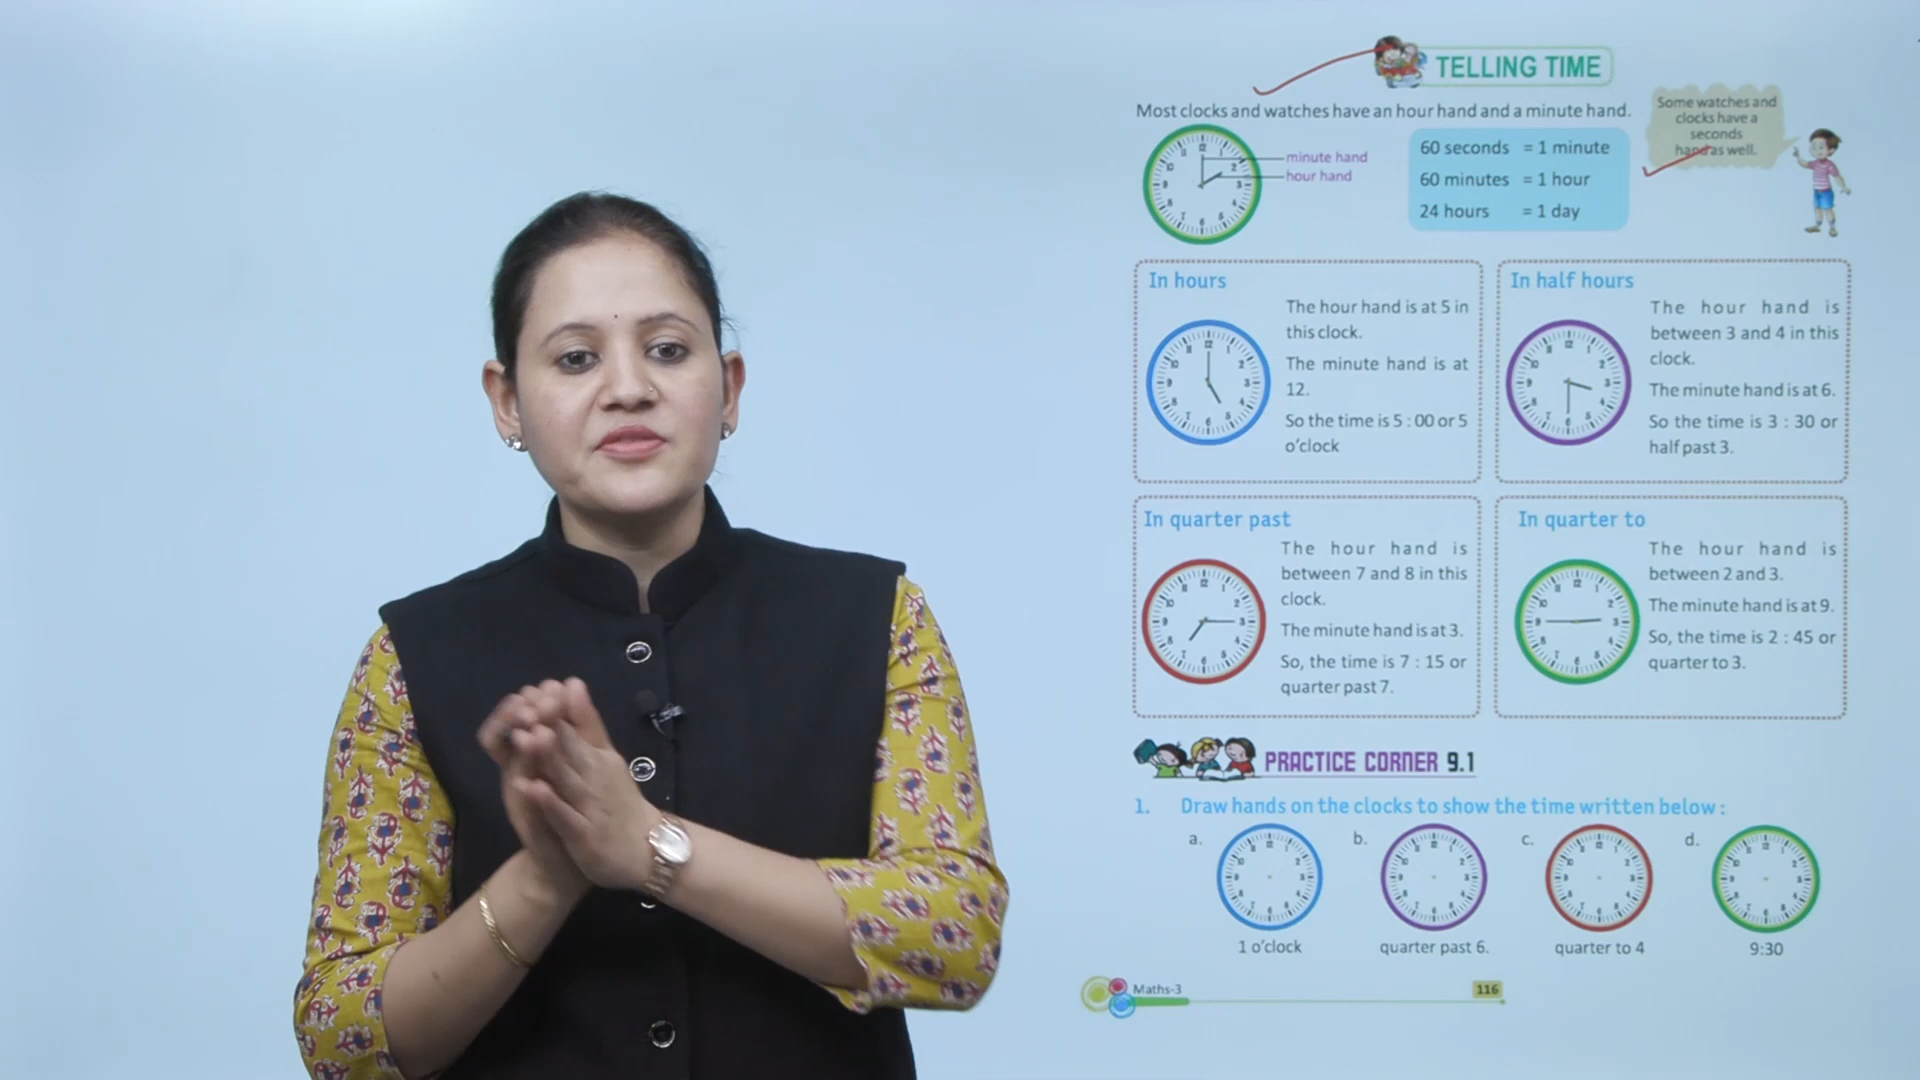 TELLING TIME
Most clocks and watches have an hour hand and a minute hand.
Some watches and
clocks have a
seconds
hand as well.
minute hand
hour hand
60 seconds = 1 minute
60 minutes = 1 hour
24 hours = 1 day
In hours
The hour hand is at 5 in
this clock.
The minute hand is at
12.
So the time is 5 : 00 or 5
o'clock
In half hours
The hour hand is
between 3 and 4 in this
clock.
The minute hand is at 6.
So the time is 3 : 30 or
half past 3.
In quarter past
The hour hand is
between 7 and 8 in this
clock.
The minute hand is at 3.
So, the time is 7 : 15 or
quarter past 7.
In quarter to
The hour hand is
between 2 and 3.
The minute hand is at 9.
So, the time is 2 : 45 or
quarter to 3.
PRACTICE CORNER 9.1
1. Draw hands on the clocks to show the time written below :
a. b. c. d.
1 o'clock quarter past 6. quarter to 4 9:30
Maths-3 116